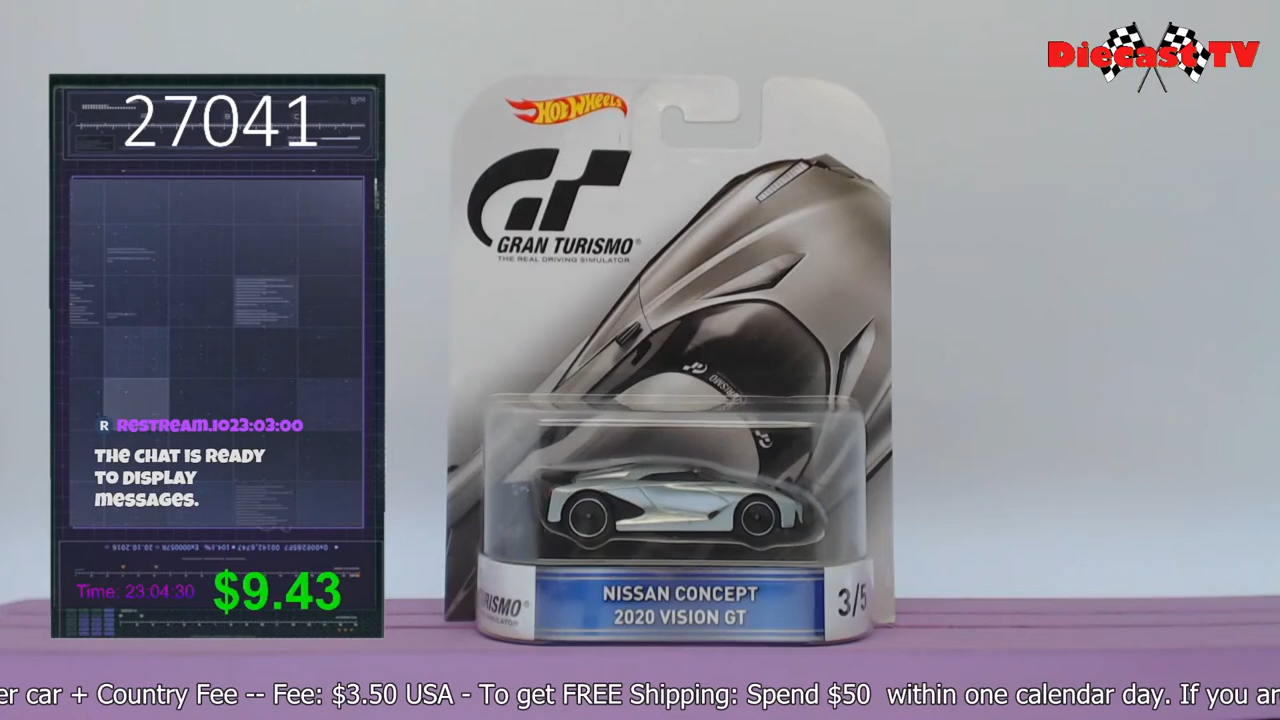 Diecast TV
27041
R Restream.io 23:03:00
The chat is ready
to display
messages.
Time: 23:04:30
$9.43
Hot Wheels
GRAN TURISMO®
THE REAL DRIVING SIMULATOR
NISSAN CONCEPT
2020 VISION GT
3/5
er car + Country Fee -- Fee: $3.50 USA - To get FREE Shipping: Spend $50 within one calendar day. If you ar